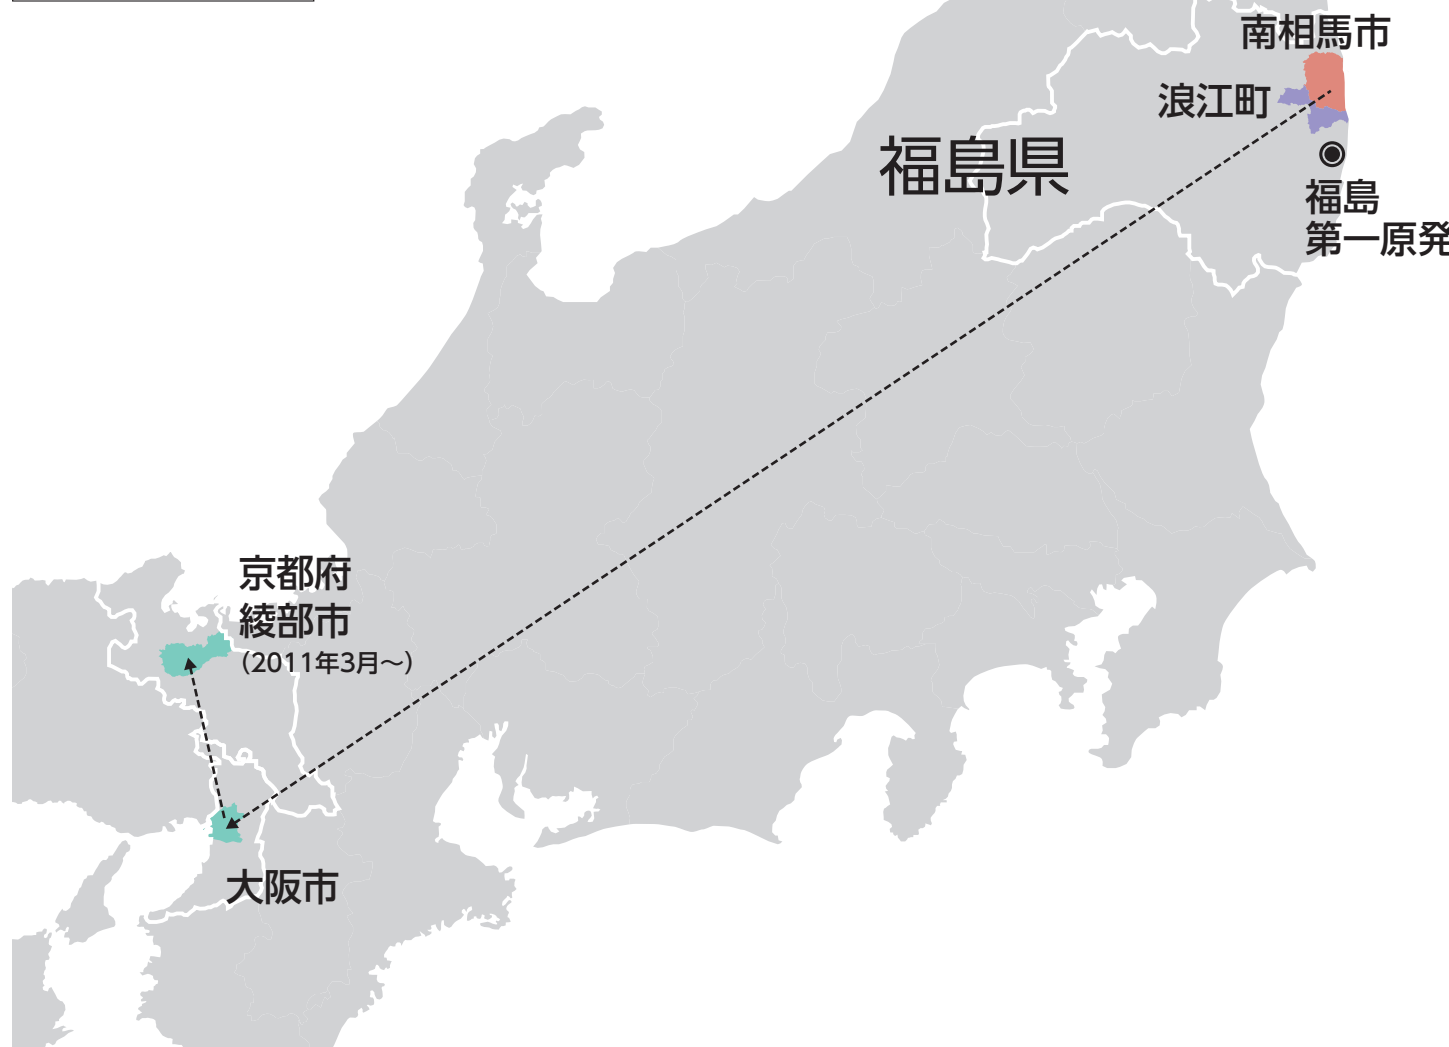 南相馬市
浪江町
福島県
福島
第一原発
京都府
綾部市
（2011年3月～）
大阪市